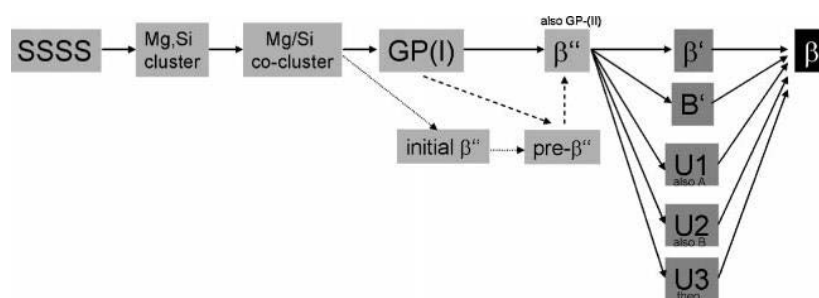 also GP-(II)
SSSS
Mg,Si
cluster
Mg/Si
co-cluster
GP(I)
β“
β‘
β
B‘
initial β“
pre-β“
U1
also A
U2
also B
U3
then